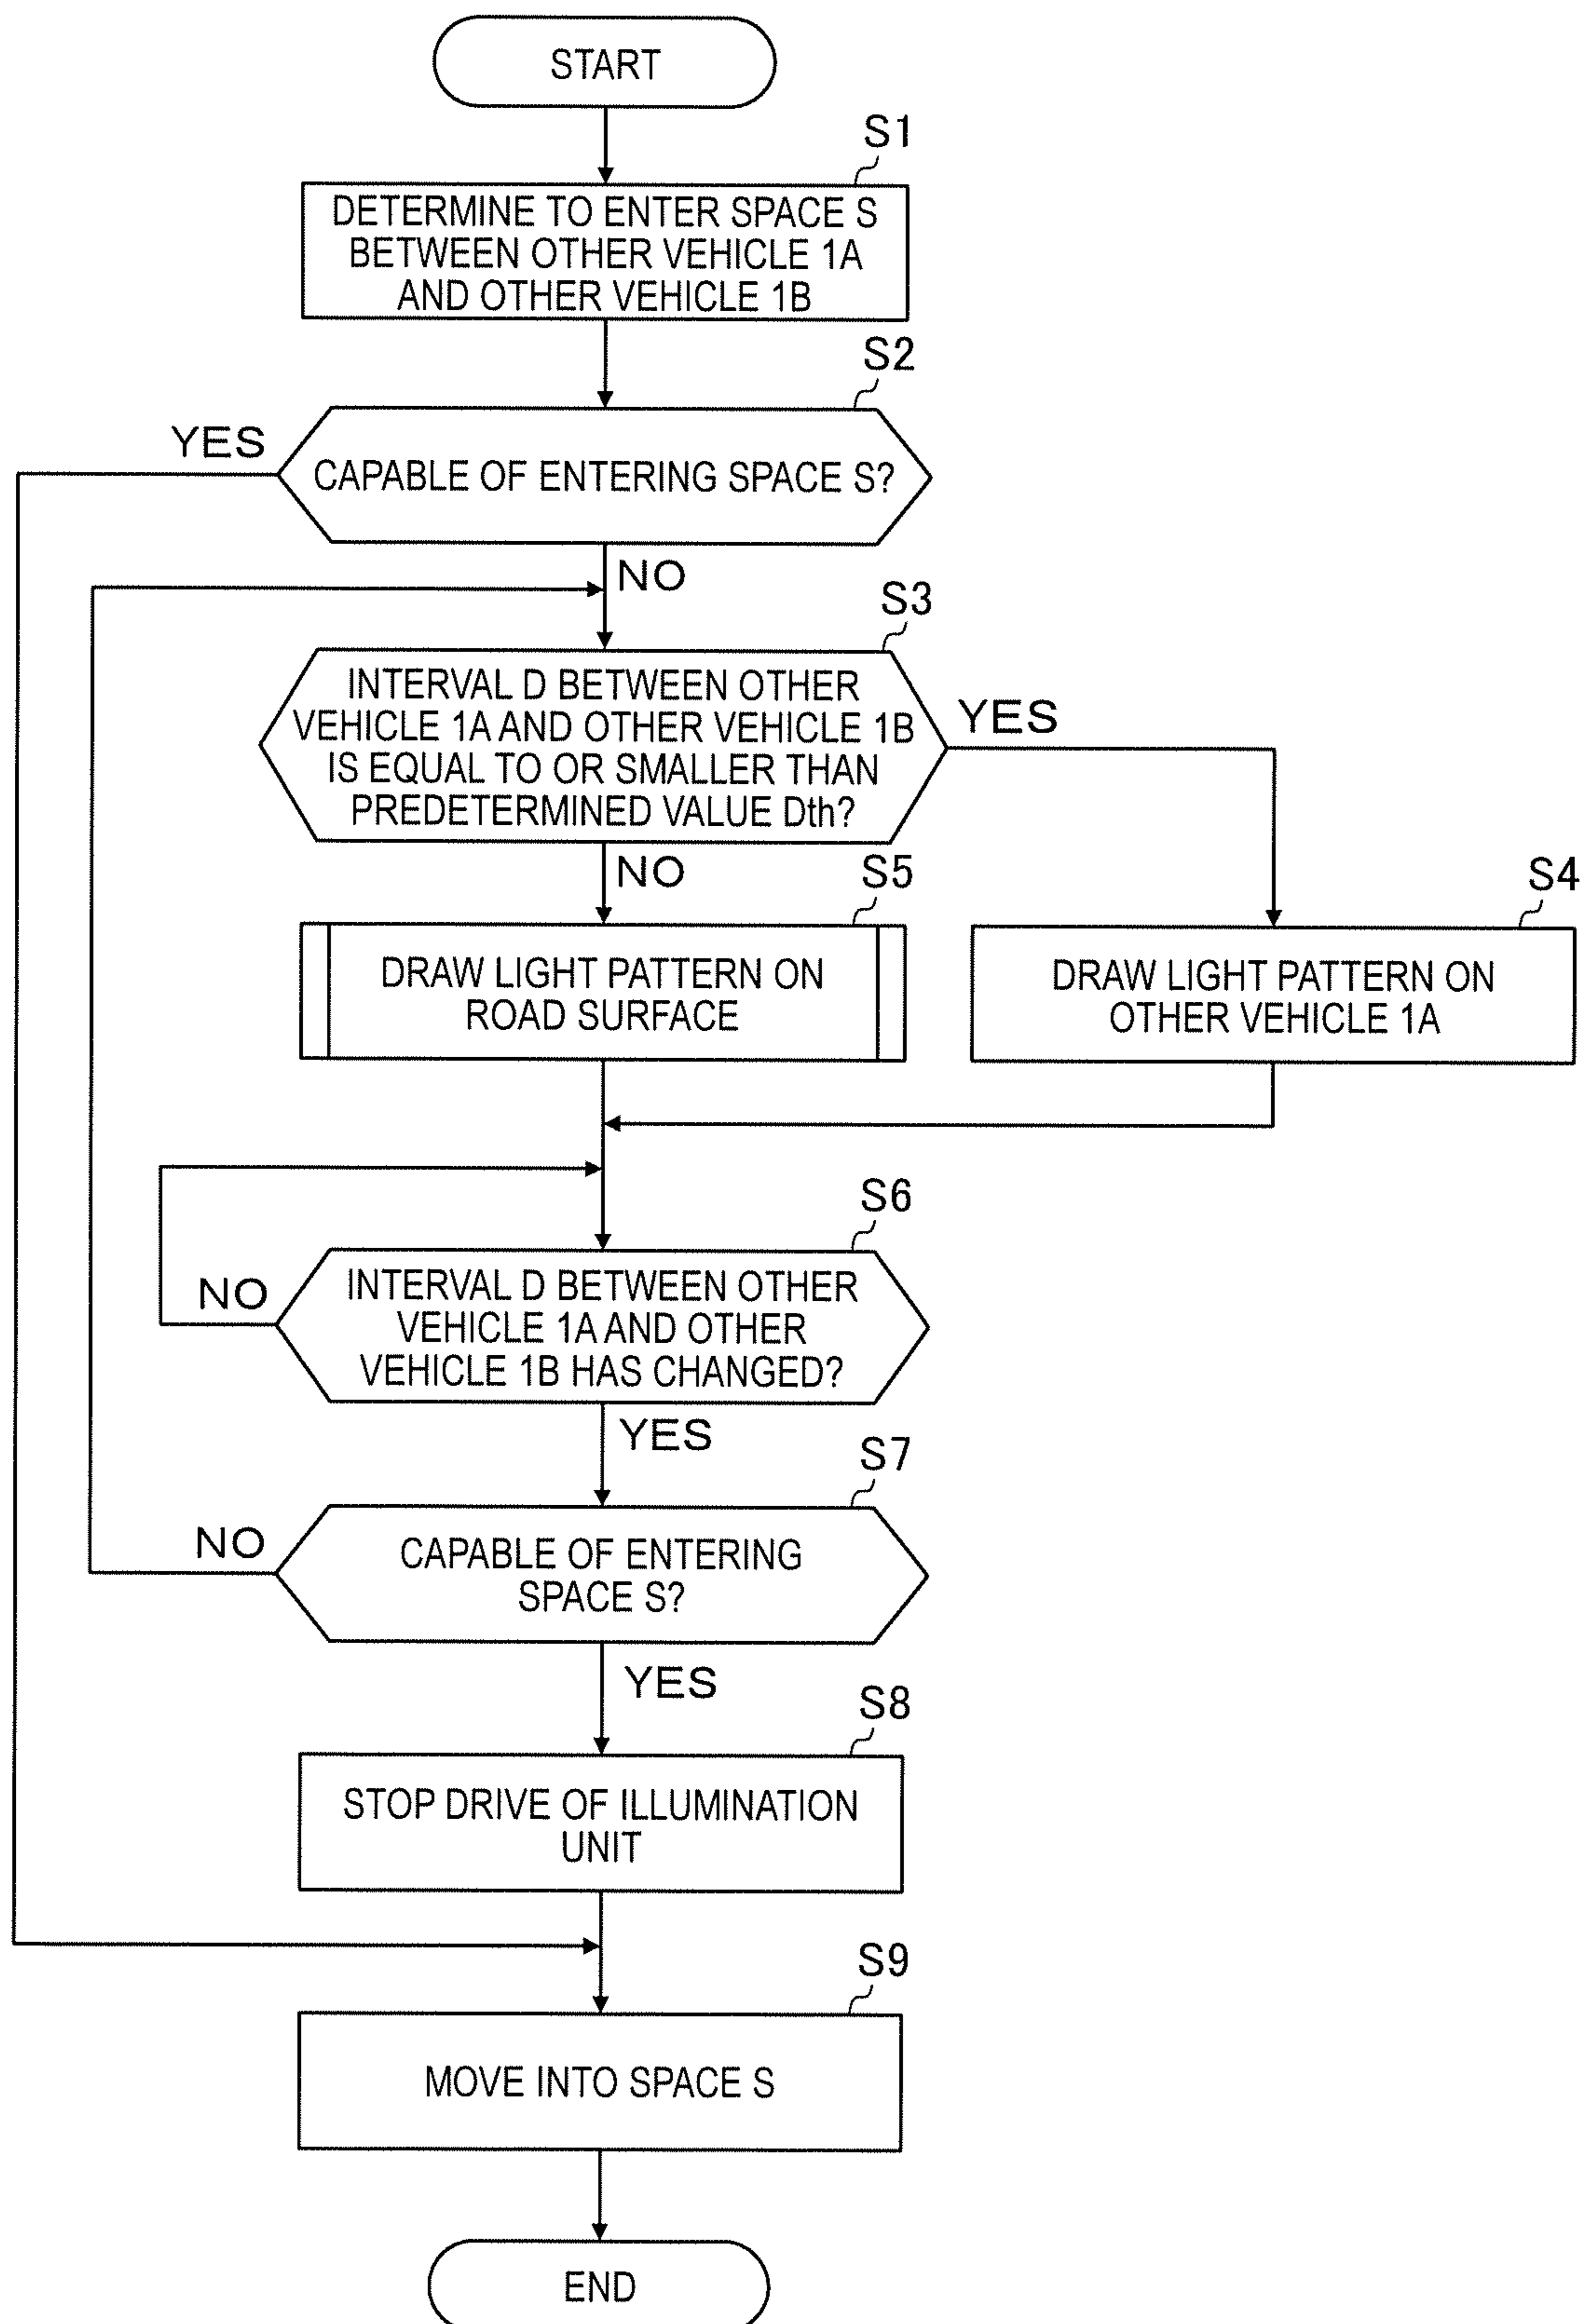 START
S1
DETERMINE TO ENTER SPACE S
BETWEEN OTHER VEHICLE 1A
AND OTHER VEHICLE 1B
S2
YES
CAPABLE OF ENTERING SPACE S?
NO
S3
INTERVAL D BETWEEN OTHER
VEHICLE 1A AND OTHER VEHICLE 1B
IS EQUAL TO OR SMALLER THAN
PREDETERMINED VALUE Dth?
YES
NO
S5
DRAW LIGHT PATTERN ON
ROAD SURFACE
S4
DRAW LIGHT PATTERN ON
OTHER VEHICLE 1A
S6
NO
INTERVAL D BETWEEN OTHER
VEHICLE 1A AND OTHER
VEHICLE 1B HAS CHANGED?
YES
S7
NO
CAPABLE OF ENTERING
SPACE S?
YES
S8
STOP DRIVE OF ILLUMINATION
UNIT
S9
MOVE INTO SPACE S
END